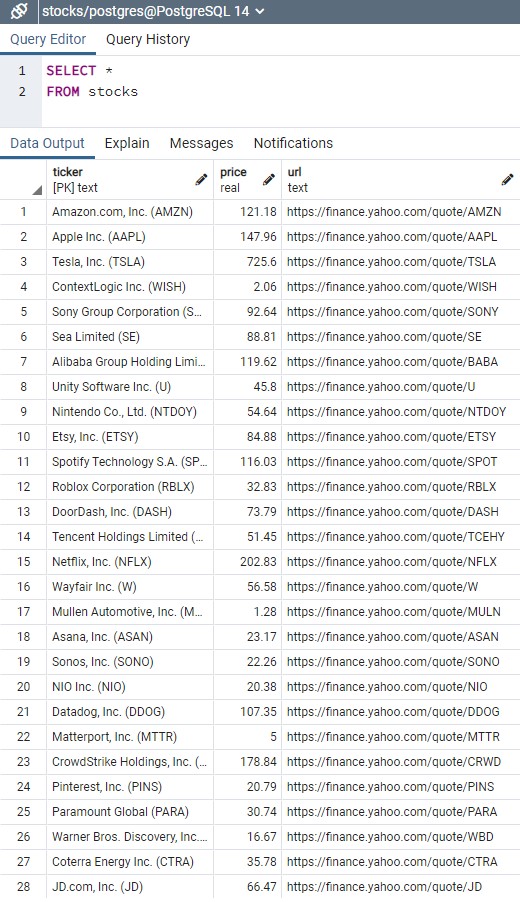 stocks/postgres@PostgreSQL 14
Query Editor Query History
1 SELECT *
2 FROM stocks
Data Output Explain Messages Notifications
ticker price url
[PK] text real text
1 Amazon.com, Inc. (AMZN) 121.18 https://finance.yahoo.com/quote/AMZN
2 Apple Inc. (AAPL) 147.96 https://finance.yahoo.com/quote/AAPL
3 Tesla, Inc. (TSLA) 725.6 https://finance.yahoo.com/quote/TSLA
4 ContextLogic Inc. (WISH) 2.06 https://finance.yahoo.com/quote/WISH
5 Sony Group Corporation (S... 92.64 https://finance.yahoo.com/quote/SONY
6 Sea Limited (SE) 88.81 https://finance.yahoo.com/quote/SE
7 Alibaba Group Holding Limi... 119.62 https://finance.yahoo.com/quote/BABA
8 Unity Software Inc. (U) 45.8 https://finance.yahoo.com/quote/U
9 Nintendo Co., Ltd. (NTDOY) 54.64 https://finance.yahoo.com/quote/NTDOY
10 Etsy, Inc. (ETSY) 84.88 https://finance.yahoo.com/quote/ETSY
11 Spotify Technology S.A. (SP... 116.03 https://finance.yahoo.com/quote/SPOT
12 Roblox Corporation (RBLX) 32.83 https://finance.yahoo.com/quote/RBLX
13 DoorDash, Inc. (DASH) 73.79 https://finance.yahoo.com/quote/DASH
14 Tencent Holdings Limited (... 51.45 https://finance.yahoo.com/quote/TCEHY
15 Netflix, Inc. (NFLX) 202.83 https://finance.yahoo.com/quote/NFLX
16 Wayfair Inc. (W) 56.58 https://finance.yahoo.com/quote/W
17 Mullen Automotive, Inc. (M... 1.28 https://finance.yahoo.com/quote/MULN
18 Asana, Inc. (ASAN) 23.17 https://finance.yahoo.com/quote/ASAN
19 Sonos, Inc. (SONO) 22.26 https://finance.yahoo.com/quote/SONO
20 NIO Inc. (NIO) 20.38 https://finance.yahoo.com/quote/NIO
21 Datadog, Inc. (DDOG) 107.35 https://finance.yahoo.com/quote/DDOG
22 Matterport, Inc. (MTTR) 5 https://finance.yahoo.com/quote/MTTR
23 CrowdStrike Holdings, Inc. (... 178.84 https://finance.yahoo.com/quote/CRWD
24 Pinterest, Inc. (PINS) 20.79 https://finance.yahoo.com/quote/PINS
25 Paramount Global (PARA) 30.74 https://finance.yahoo.com/quote/PARA
26 Warner Bros. Discovery, Inc.... 16.67 https://finance.yahoo.com/quote/WBD
27 Coterra Energy Inc. (CTRA) 35.78 https://finance.yahoo.com/quote/CTRA
28 JD.com, Inc. (JD) 66.47 https://finance.yahoo.com/quote/JD